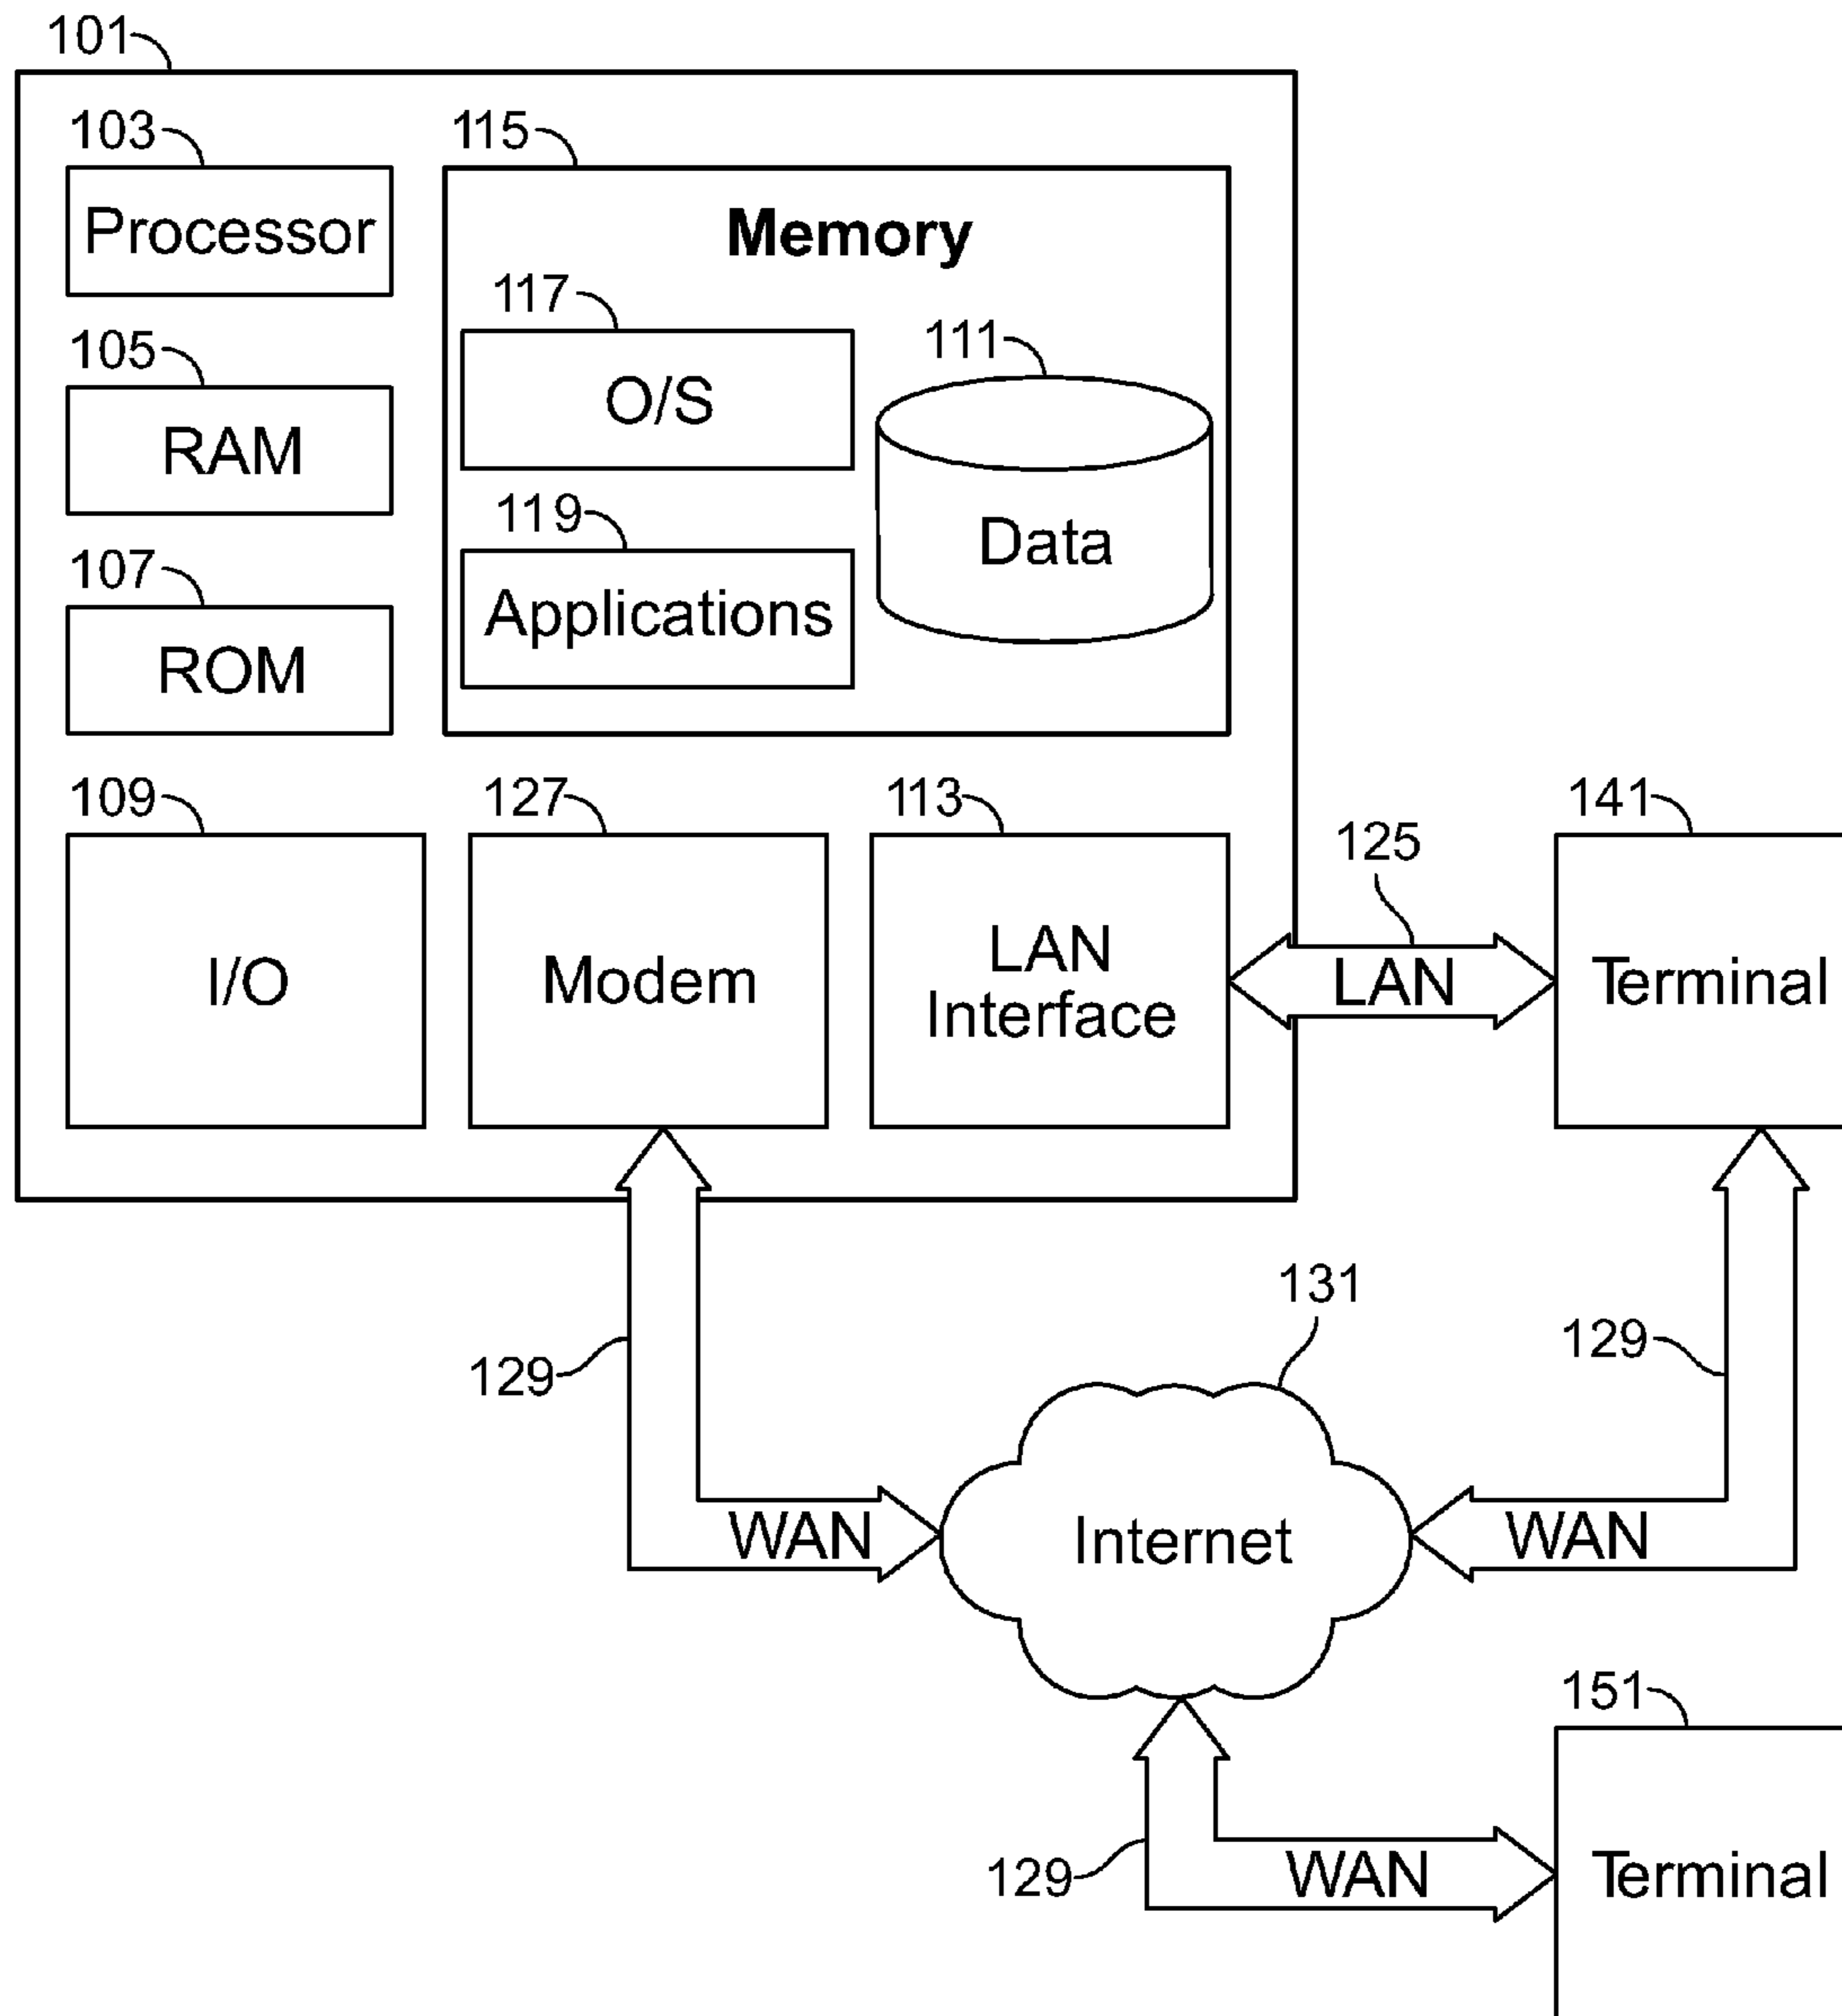 101
103
115
Processor
Memory
117
111
105
O/S
RAM
119
Data
107
Applications
ROM
109
127
113
141
125
I/O
Modem
LAN
Interface
LAN
Terminal
131
129
129
WAN
Internet
WAN
151
129
WAN
Terminal